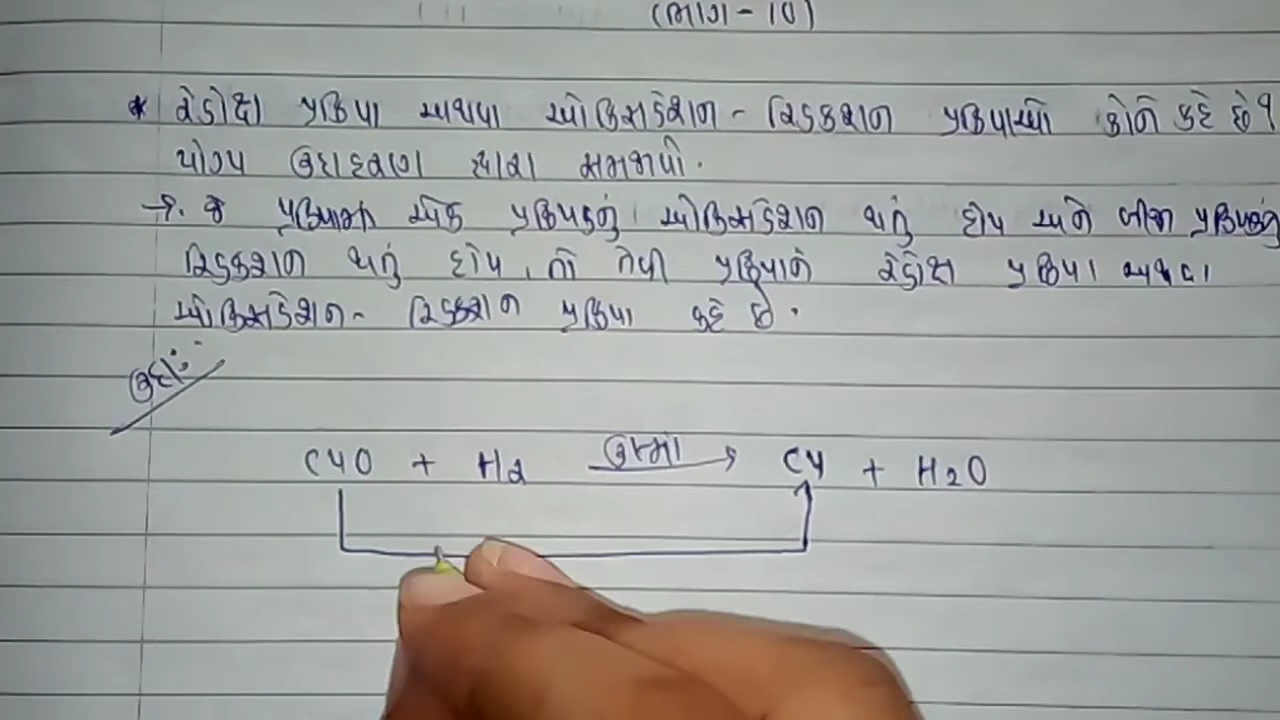 (ભાગ - 10)
* રેડોક્ષ પ્રક્રિયા અથવા ઓક્સિડેશન - રિડક્શન પ્રક્રિયાઓ કોને કહે છે ?
યોગ્ય ઉદાહરણ સાથે સમજાવો.
→. જે પ્રક્રિયામાં એક પ્રક્રિયકનું ઓક્સિડેશન થતું હોય અને બીજા પ્રક્રિયકનું
રિડક્શન થતું હોય, તો તેવી પ્રક્રિયાને રેડોક્ષ પ્રક્રિયા અથવા
ઓક્સિડેશન- રિડક્શન પ્રક્રિયા કહે છે.
ઉદા:-
CuO + H2 ઉષ્મા → Cu + H2O